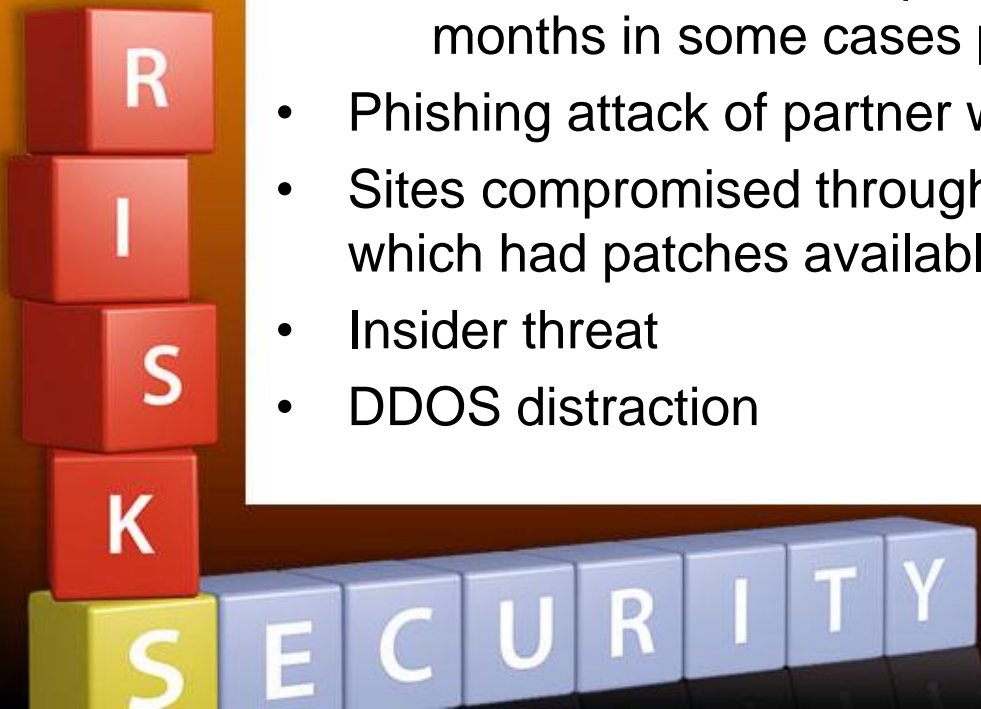 months in some cases
• Phishing attack of partner
• Sites compromised through
which had patches
• Insider threat
• DDOS distraction
R
I
S
K
SECURITY